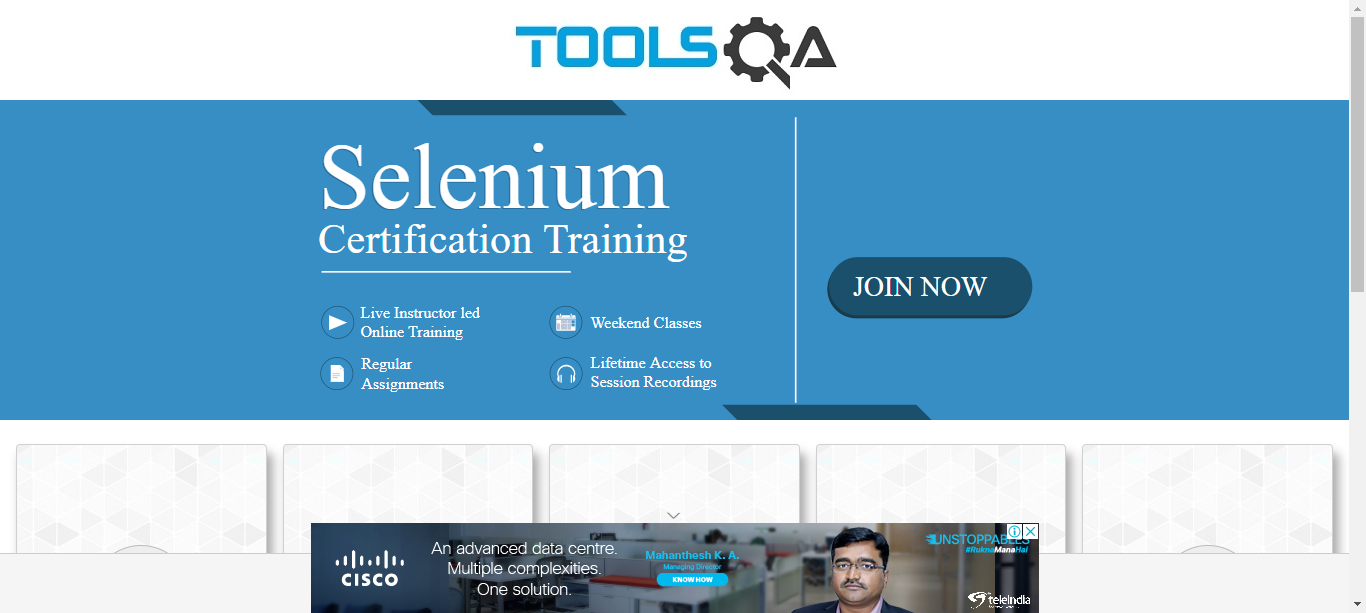 TOOLSQA
Selenium
Certification Training
Live Instructor led
Online Training
Weekend Classes
Regular
Assignments
Lifetime Access to
Session Recordings
JOIN NOW
CISCO
An advanced data centre.
Multiple complexities.
One solution.
Mahanthesh K. A.
Managing Director
KNOW HOW
UNSTOPPABLES
#RuknaManaHai
teleindia